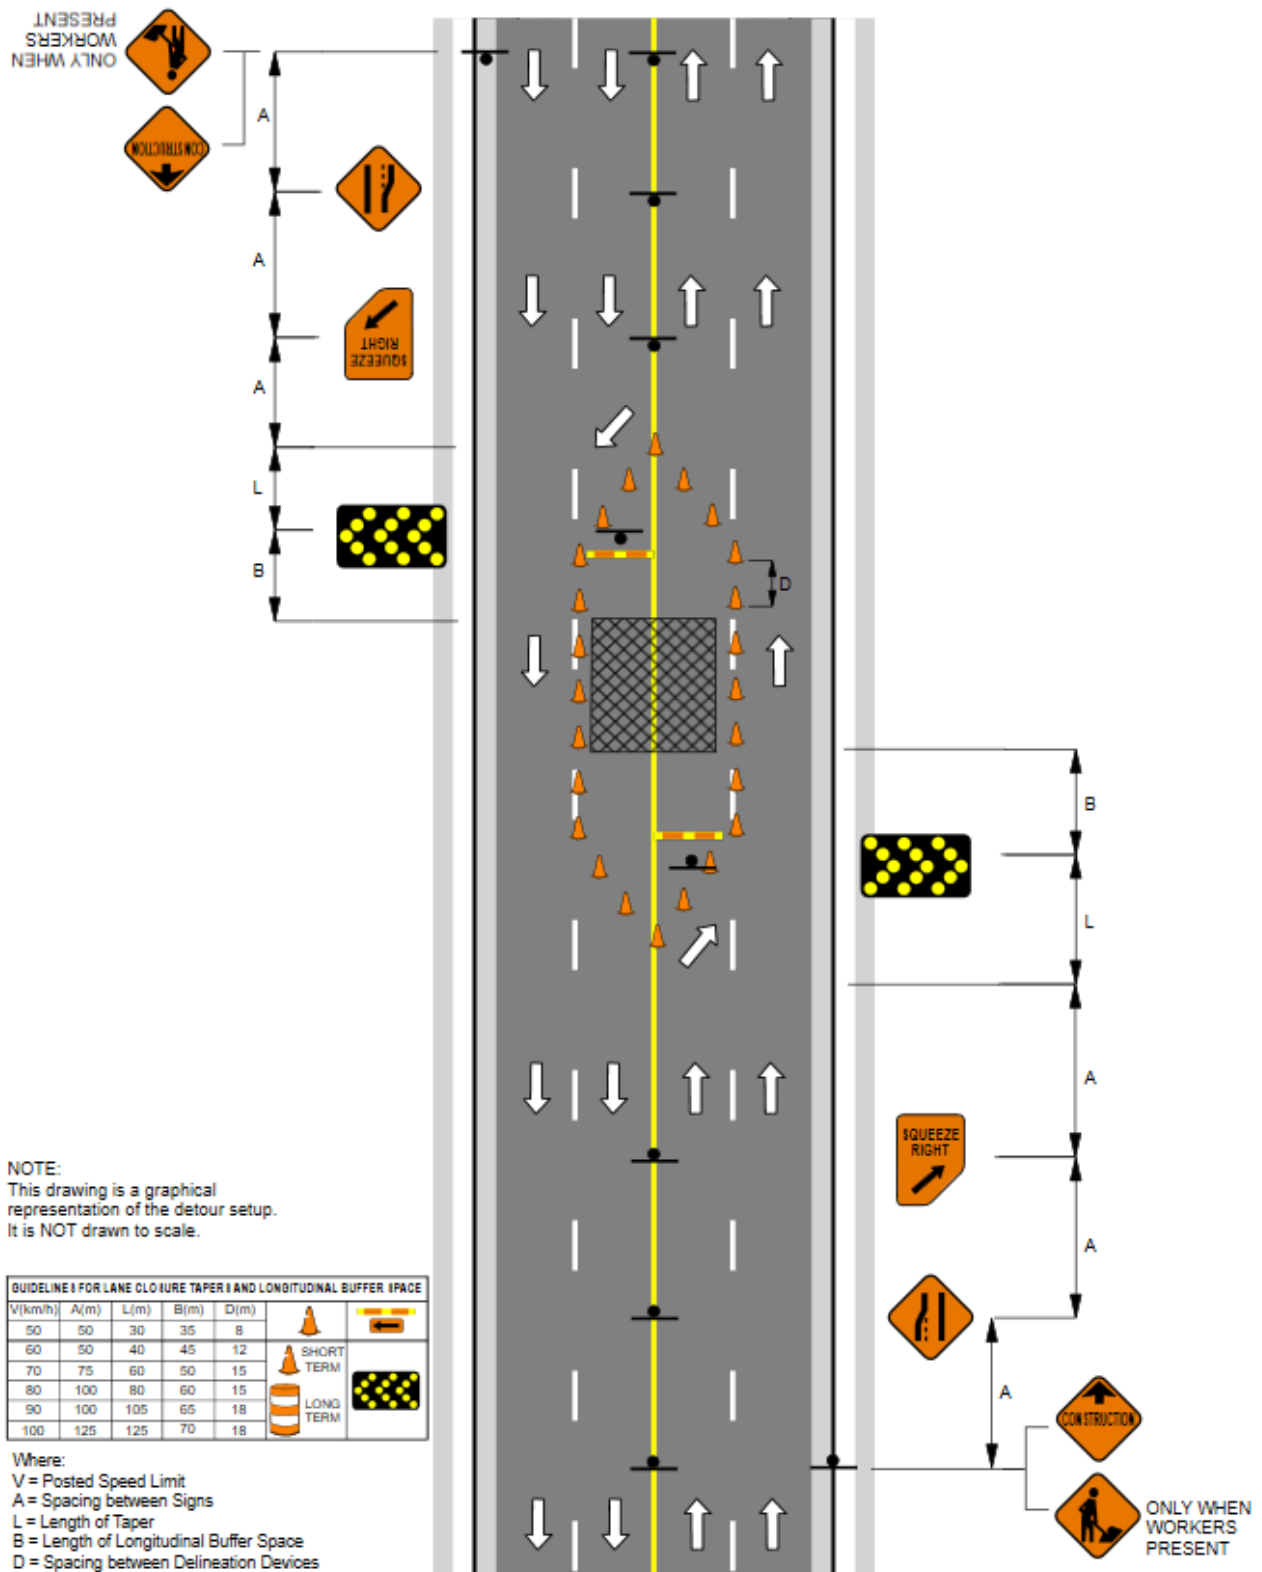 ONLY WHEN
WORKERS
PRESENT
CONSTRUCTION
A
A
SQUEEZE
RIGHT
A
L
B
D
B
L
A
SQUEEZE
RIGHT
A
A
CONSTRUCTION
ONLY WHEN
WORKERS
PRESENT
NOTE:
This drawing is a graphical
representation of the detour setup.
It is NOT drawn to scale.
GUIDELINES FOR LANE CLOSURE TAPERS AND LONGITUDINAL BUFFER SPACE
V(km/h) A(m) L(m) B(m) D(m)
50 50 30 35 8
60 50 40 45 12
70 75 60 50 15
80 100 80 60 15
90 100 105 65 18
100 125 125 70 18
SHORT
TERM
LONG
TERM
Where:
V = Posted Speed Limit
A = Spacing between Signs
L = Length of Taper
B = Length of Longitudinal Buffer Space
D = Spacing between Delineation Devices